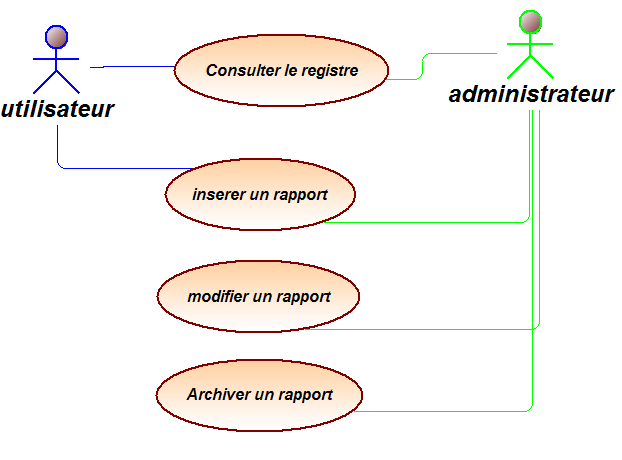 Consulter le registre
utilisateur
administrateur
inserer un rapport
modifier un rapport
Archiver un rapport